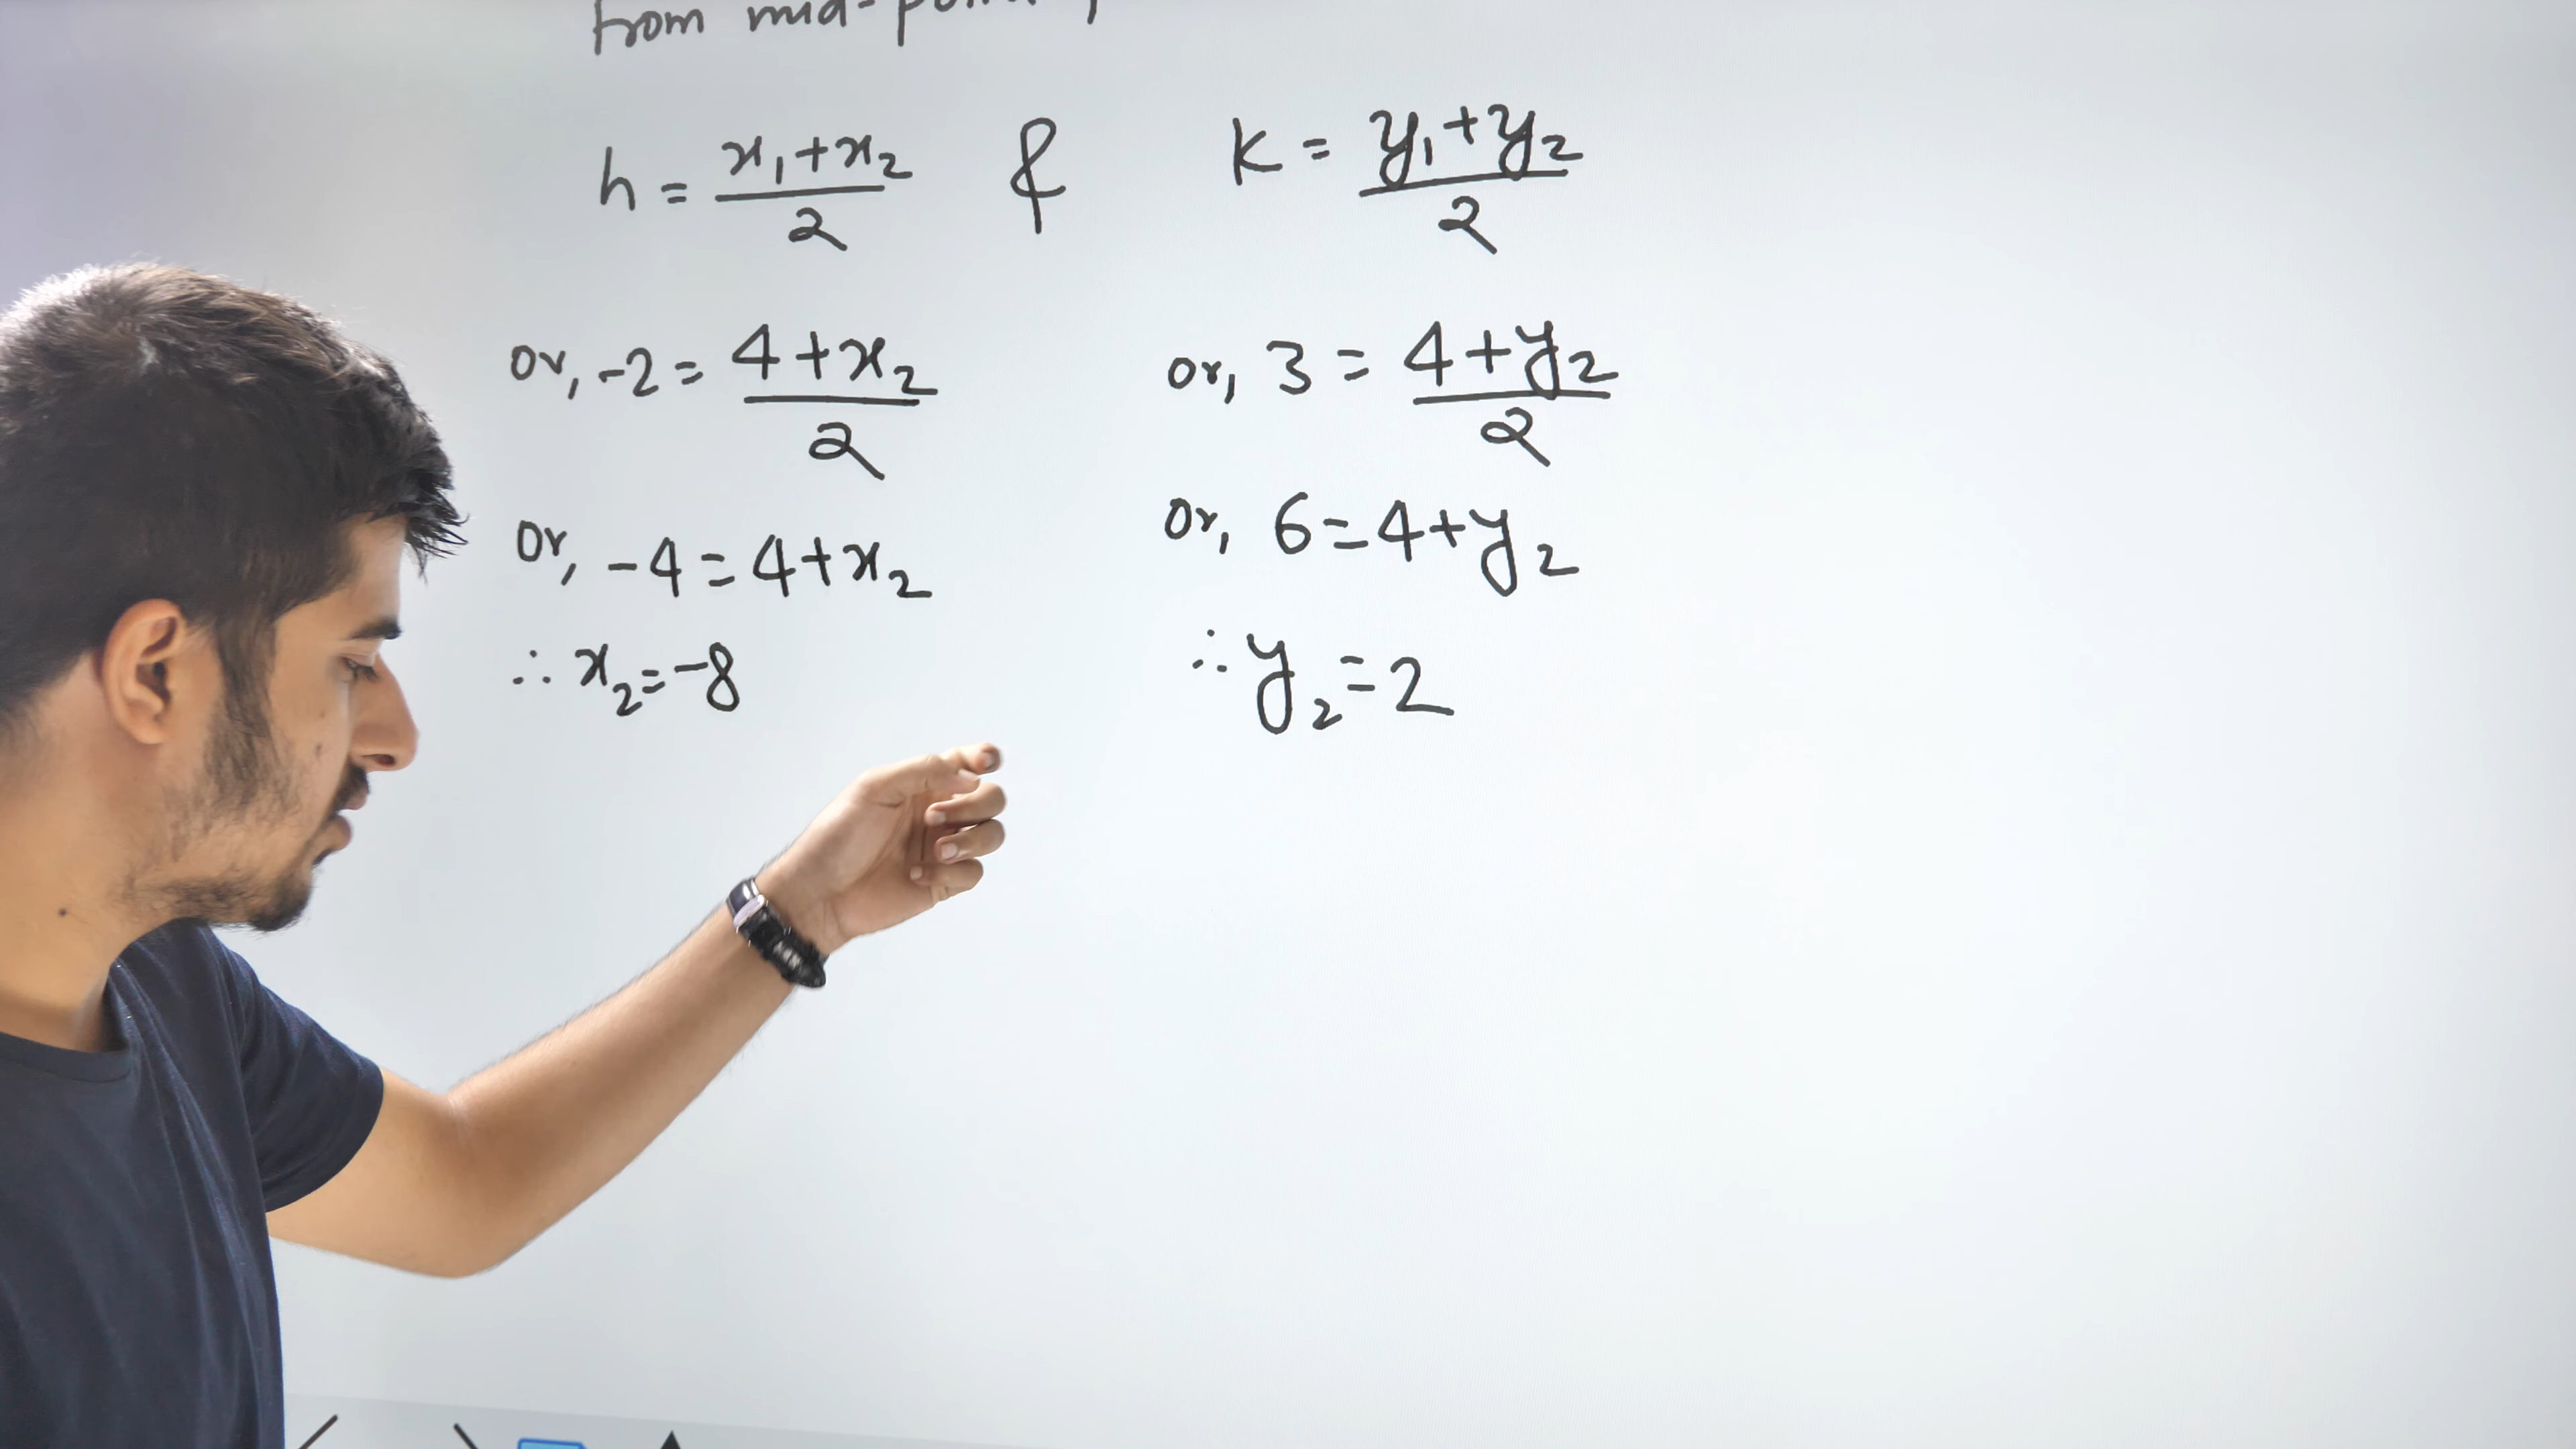 from mid-point
h = x₁+x₂/2 & k = y₁+y₂/2
or, -2 = 4+x₂/2 or, 3 = 4+y₂/2
or, -4 = 4+x₂ or, 6 = 4+y₂
∴ x₂ = -8 ∴ y₂ = 2